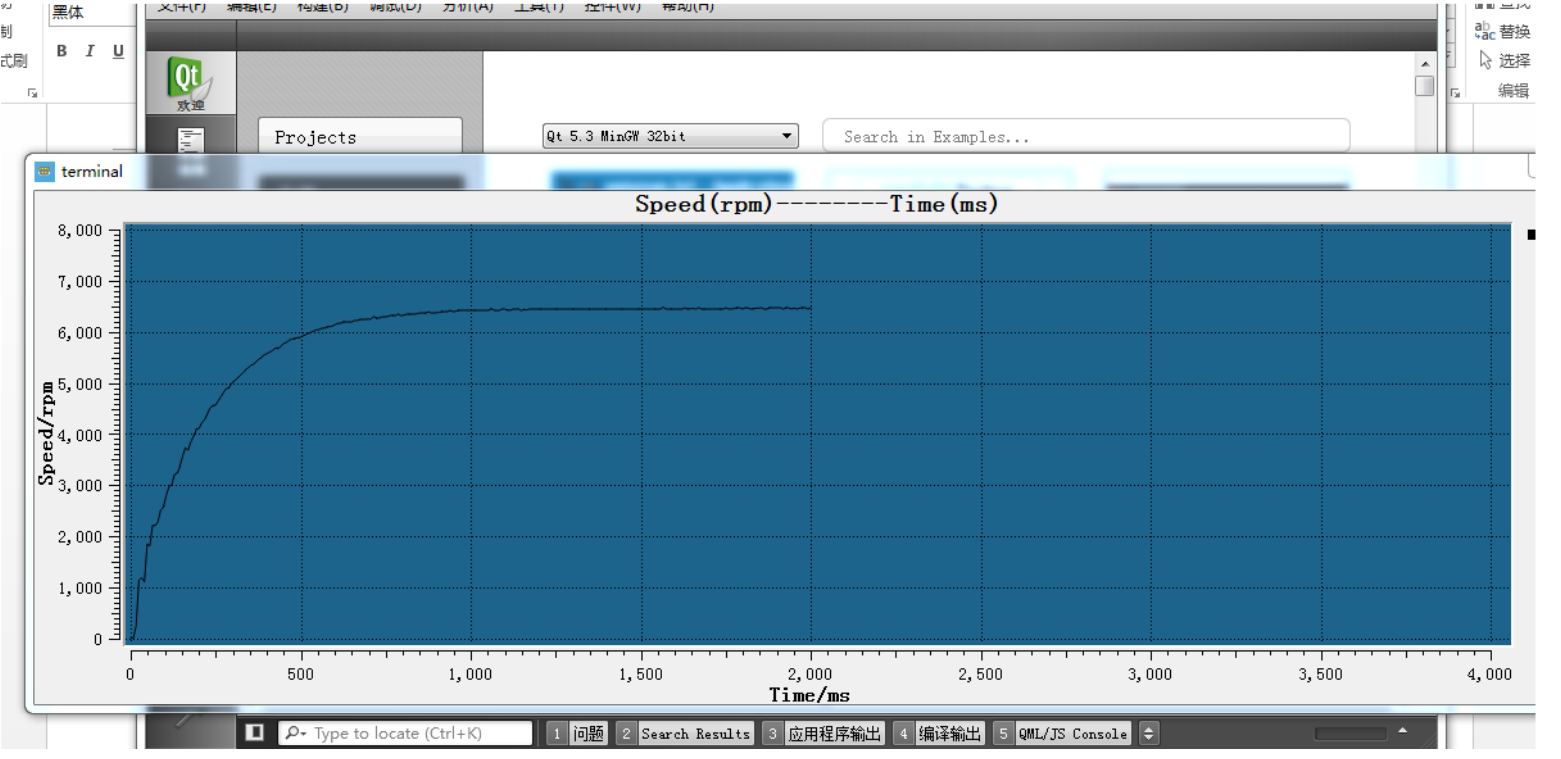 文件(F) 编辑(E) 构建(B) 调试(D) 分析(A) 工具(T) 控件(W) 帮助(H)
黑体
查找
制
替换
式刷
B I U
选择
编辑
Qt
欢迎
Projects
Qt 5.3 MinGW 32bit
Search in Examples...
terminal
Speed(rpm)--------Time(ms)
8,000
7,000
6,000
5,000
4,000
3,000
2,000
1,000
0
Speed/rpm
0 500 1,000 1,500 2,000 2,500 3,000 3,500 4,000
Time/ms
Type to locate (Ctrl+K)
1 问题 2 Search Results 3 应用程序输出 4 编译输出 5 QML/JS Console